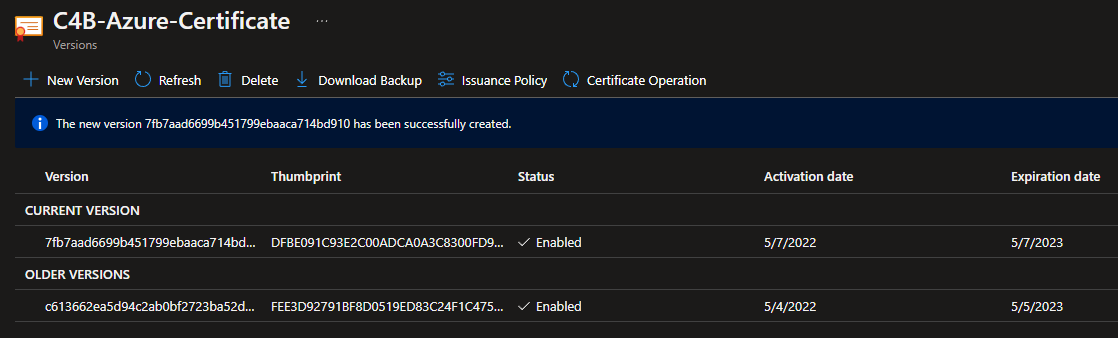 C4B-Azure-Certificate ...
Versions
New Version Refresh Delete Download Backup Issuance Policy Certificate Operation
The new version 7fb7aad6699b451799ebaaca714bd910 has been successfully created.
Version Thumbprint Status Activation date Expiration date
CURRENT VERSION
7fb7aad6699b451799ebaaca714bd... DFBE091C93E2C00ADCA0A3C8300FD9... Enabled 5/7/2022 5/7/2023
OLDER VERSIONS
c613662ea5d94c2ab0bf2723ba52d... FEE3D92791BF8D0519ED83C24F1C475... Enabled 5/4/2022 5/5/2023